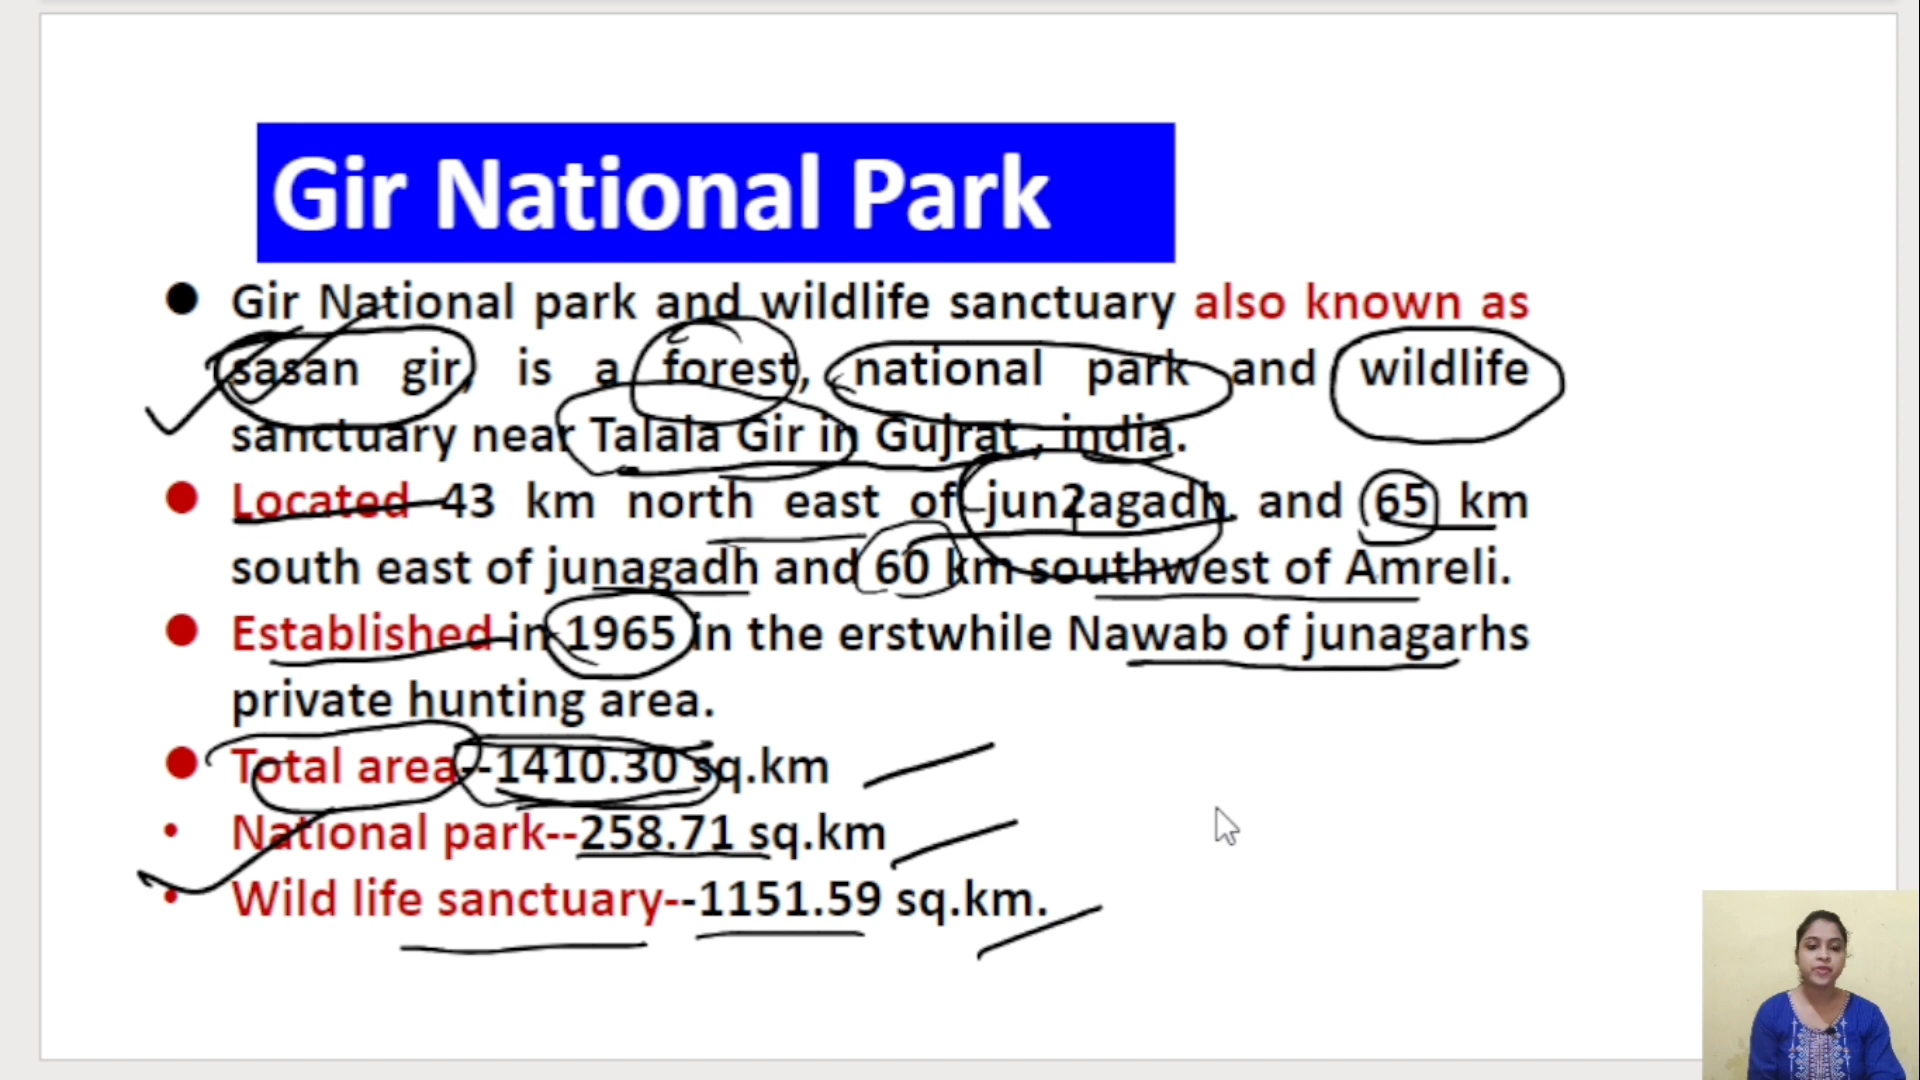 Gir National Park
Gir National park and wildlife sanctuary also known as
sasan gir, is a forest, national park and wildlife
sanctuary near Talala Gir in Gujrat , india.
Located 43 km north east of jun2agadh and 65 km
south east of junagadh and 60 km southwest of Amreli.
Established in 1965 in the erstwhile Nawab of junagarhs
private hunting area.
Total area--1410.30 sq.km
National park--258.71 sq.km
Wild life sanctuary--1151.59 sq.km.